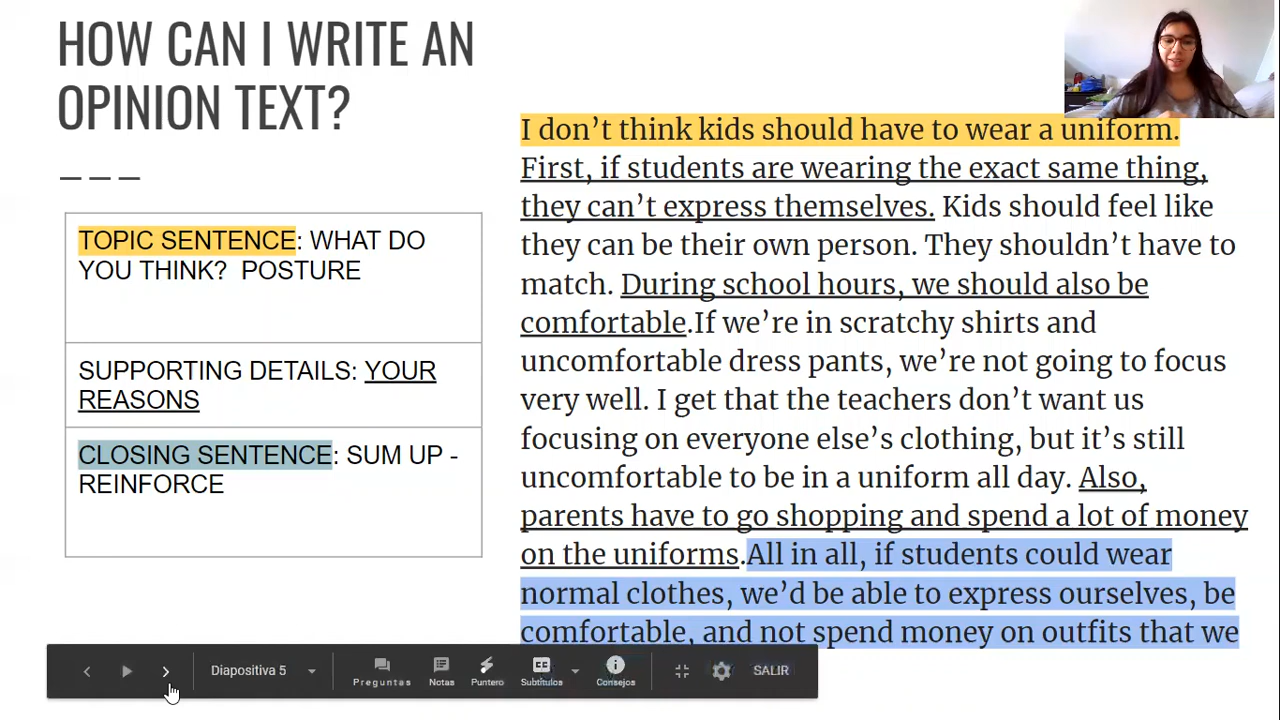 HOW CAN I WRITE AN
OPINION TEXT?
TOPIC SENTENCE: WHAT DO
YOU THINK? POSTURE
SUPPORTING DETAILS: YOUR
REASONS
CLOSING SENTENCE: SUM UP -
REINFORCE
I don't think kids should have to wear a uniform.
First, if students are wearing the exact same thing,
they can't express themselves. Kids should feel like
they can be their own person. They shouldn't have to
match. During school hours, we should also be
comfortable.If we're in scratchy shirts and
uncomfortable dress pants, we're not going to focus
very well. I get that the teachers don't want us
focusing on everyone else's clothing, but it's still
uncomfortable to be in a uniform all day. Also,
parents have to go shopping and spend a lot of money
on the uniforms.All in all, if students could wear
normal clothes, we'd be able to express ourselves, be
comfortable, and not spend money on outfits that we
Diapositiva 5
Preguntas
Notas
Puntero
CC
Subtítulos
Consejos
SALIR